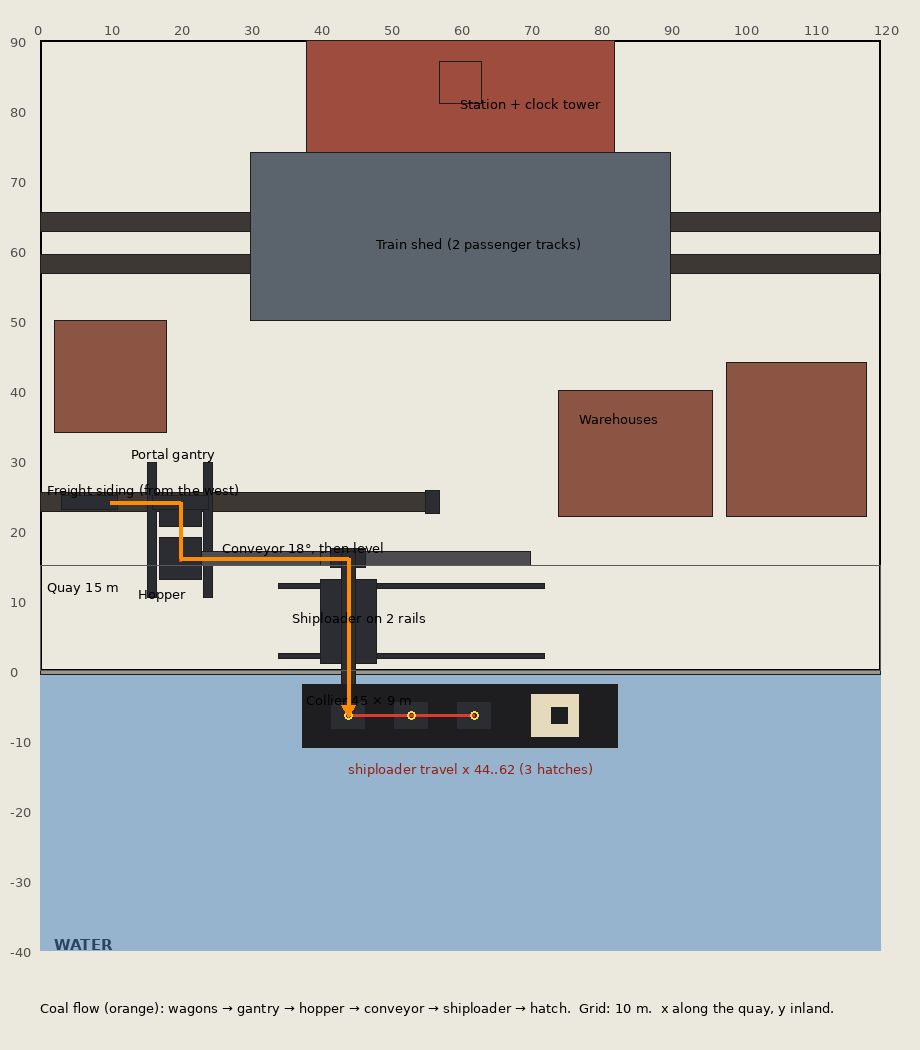 0 10 20 30 40 50 60 70 80 90 100 110 120
90
80
Station + clock tower
70
60
Train shed (2 passenger tracks)
50
40
Warehouses
30
Portal gantry
Freight siding (from the west)
20
Conveyor 18°, then level
Quay 15 m
Hopper
10
Shiploader on 2 rails
0
Collier 45 × 9 m
-10
shiploader travel x 44..62 (3 hatches)
-20
-30
-40
WATER
Coal flow (orange): wagons → gantry → hopper → conveyor → shiploader → hatch. Grid: 10 m. x along the quay, y inland.